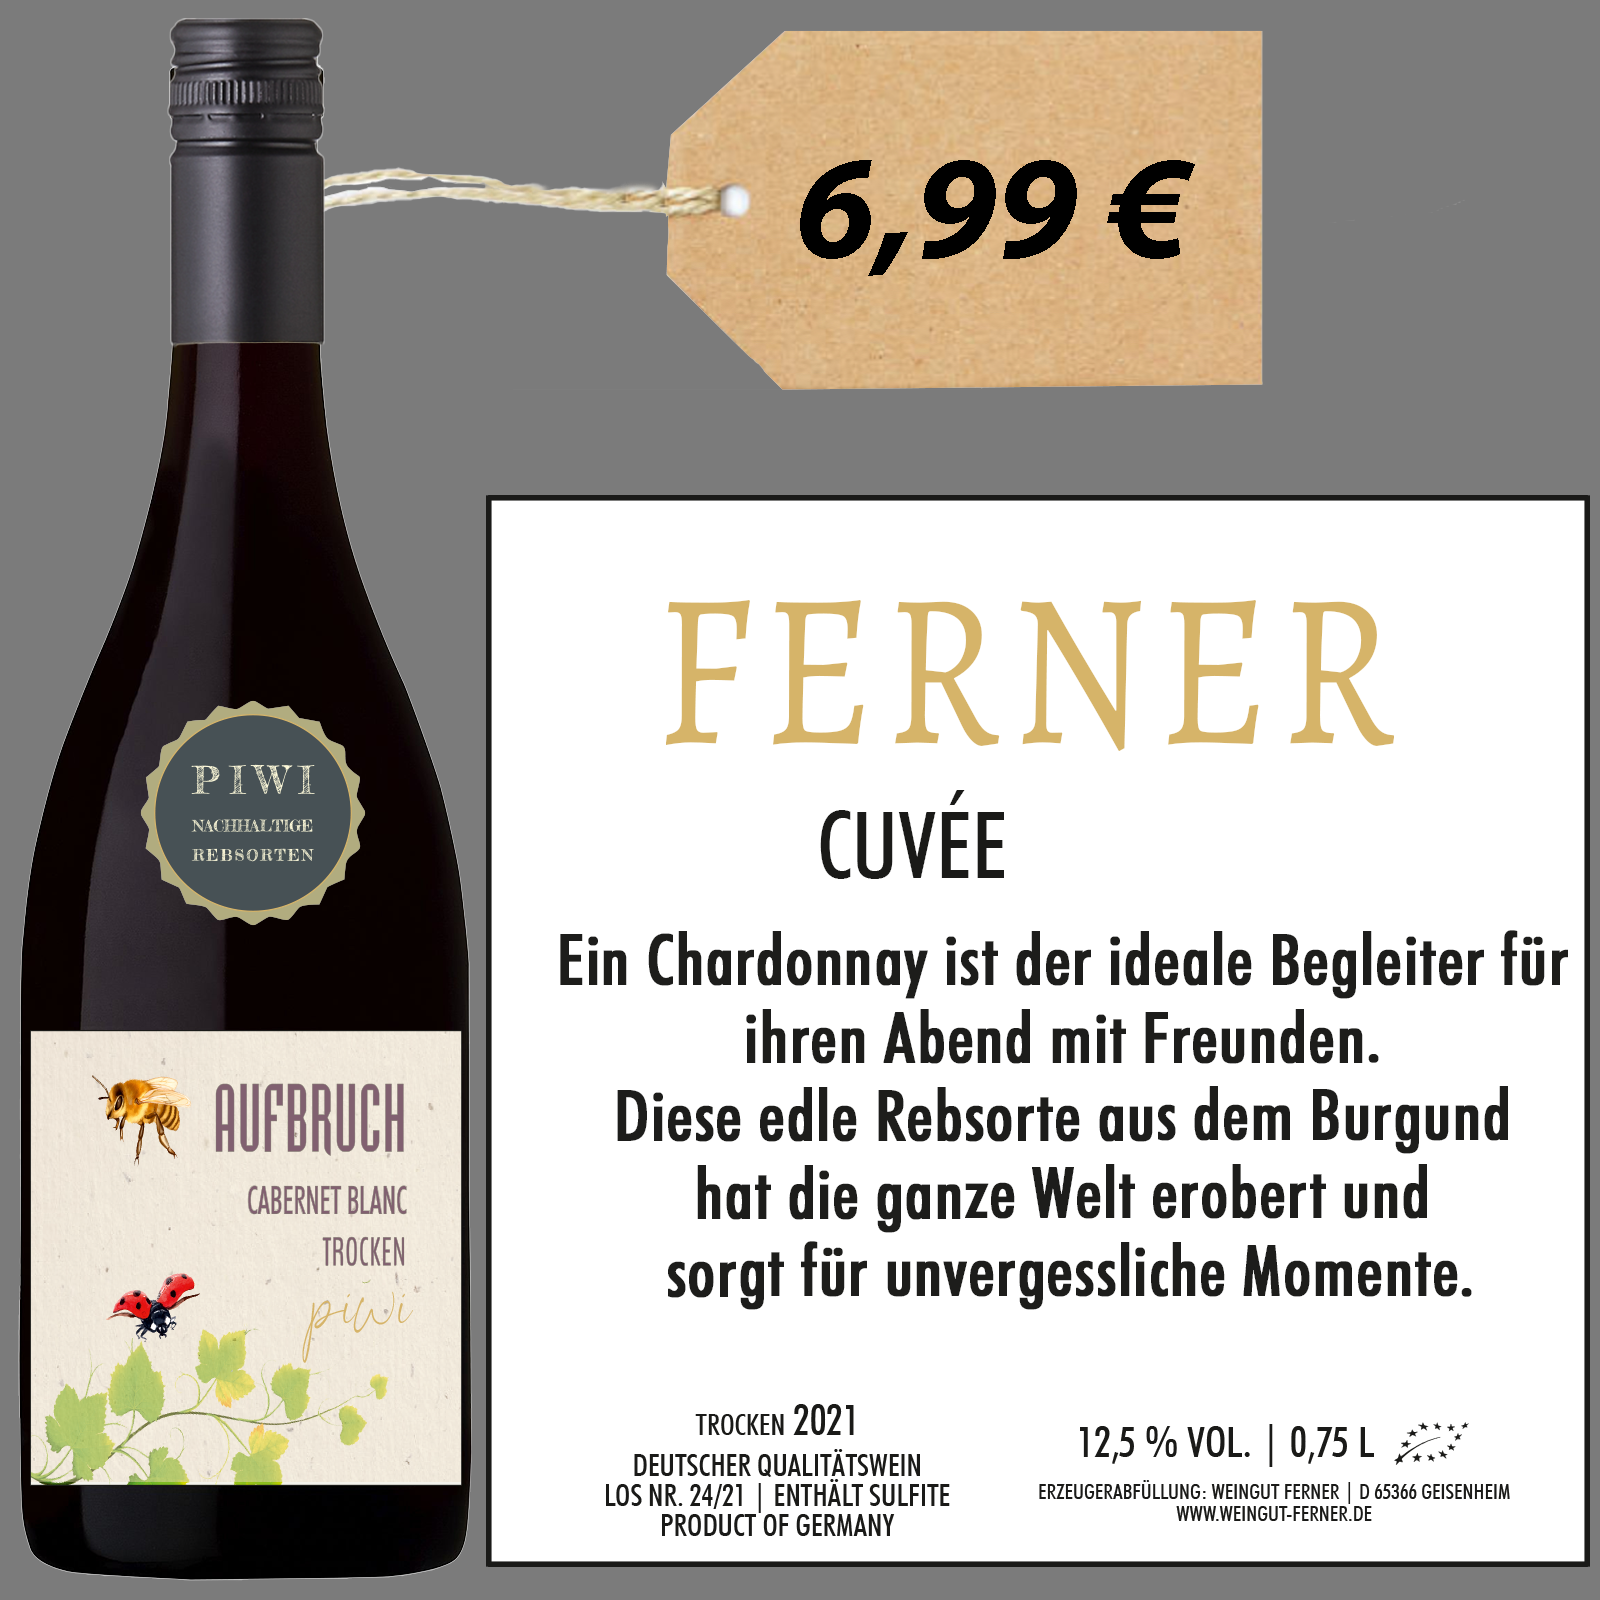 6,99 €
PIWI
NACHHALTIGE
REBSORTEN
AUFBRUCH
CABERNET BLANC
TROCKEN
piwi
FERNER
CUVÉE
Ein Chardonnay ist der ideale Begleiter für
ihren Abend mit Freunden.
Diese edle Rebsorte aus dem Burgund
hat die ganze Welt erobert und
sorgt für unvergessliche Momente.
TROCKEN 2021
DEUTSCHER QUALITÄTSWEIN
LOS NR. 24/21 | ENTHÄLT SULFITE
PRODUCT OF GERMANY
12,5 % VOL. | 0,75 L
ERZEUGERABFÜLLUNG: WEINGUT FERNER | D 65366 GEISENHEIM
WWW.WEINGUT-FERNER.DE